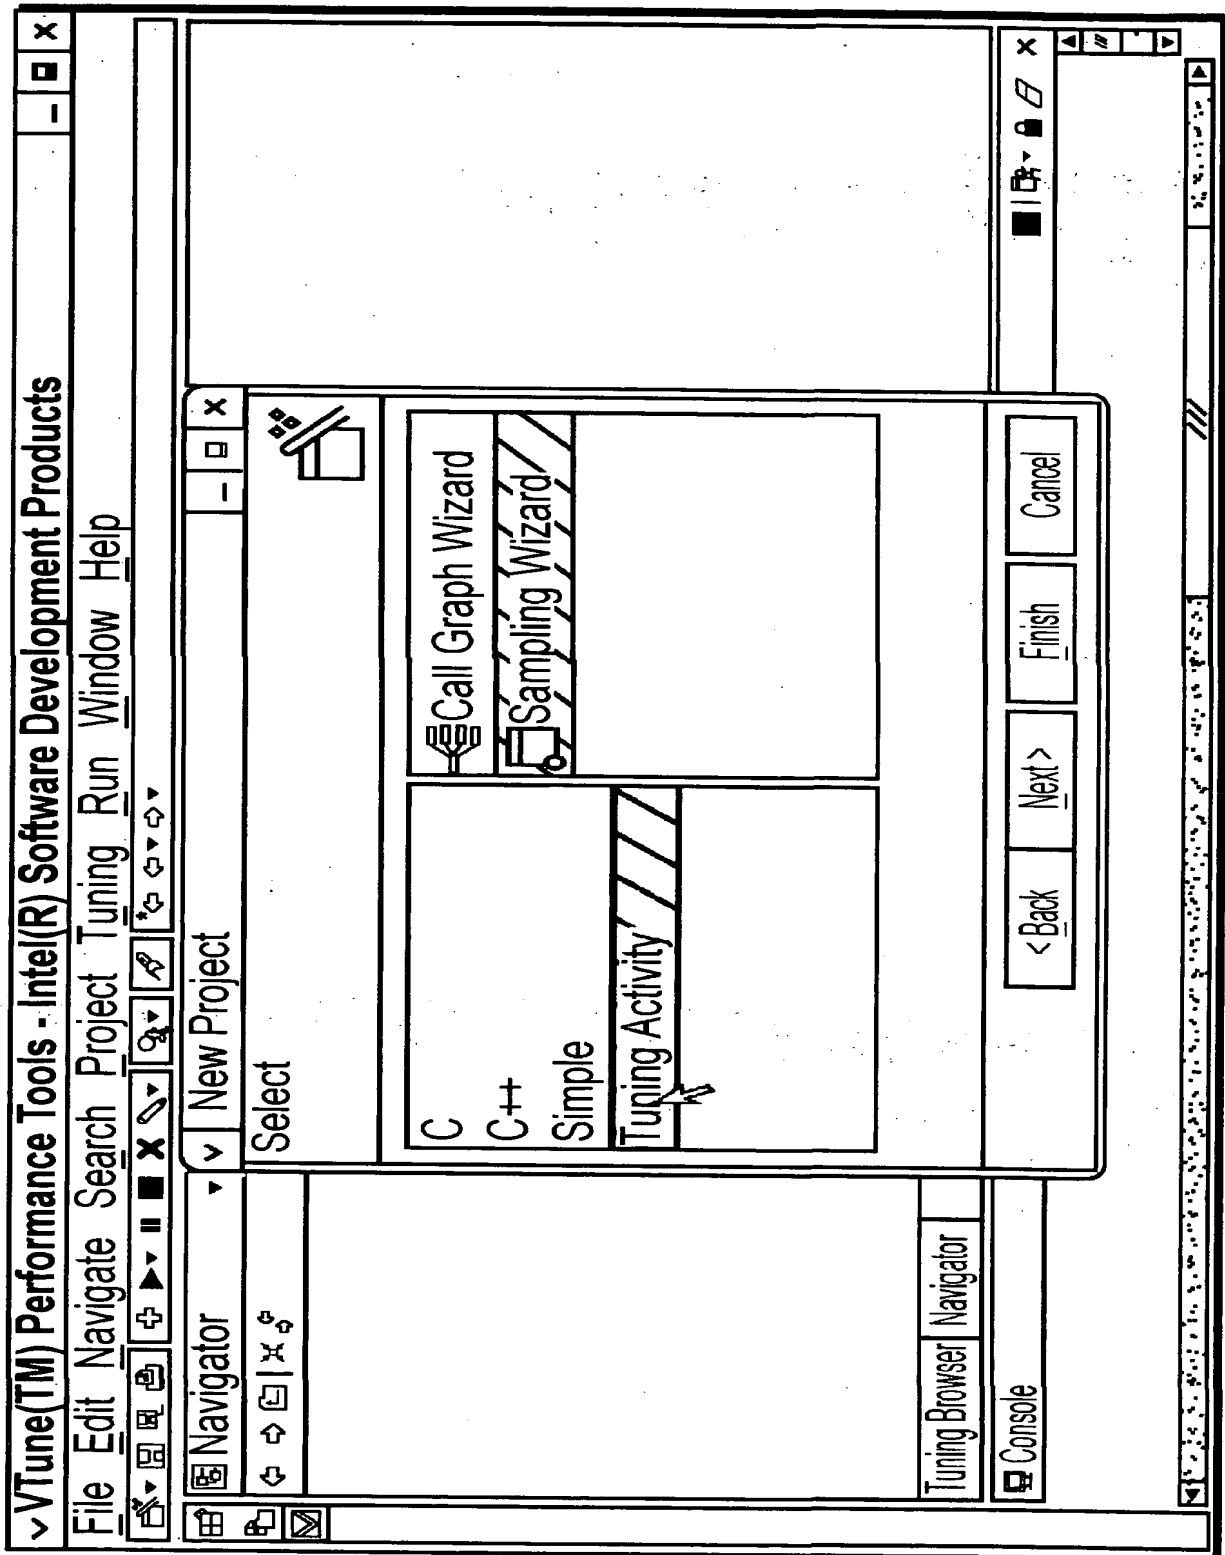 VTune(TM) Performance Tools - Intel(R) Software Development Products
File Edit Navigate Search Project Tuning Run Window Help
Navigator
New Project
Select
C
C++
Simple
Tuning Activity
Call Graph Wizard
Sampling Wizard
< Back Next > Finish Cancel
Tuning Browser Navigator
Console